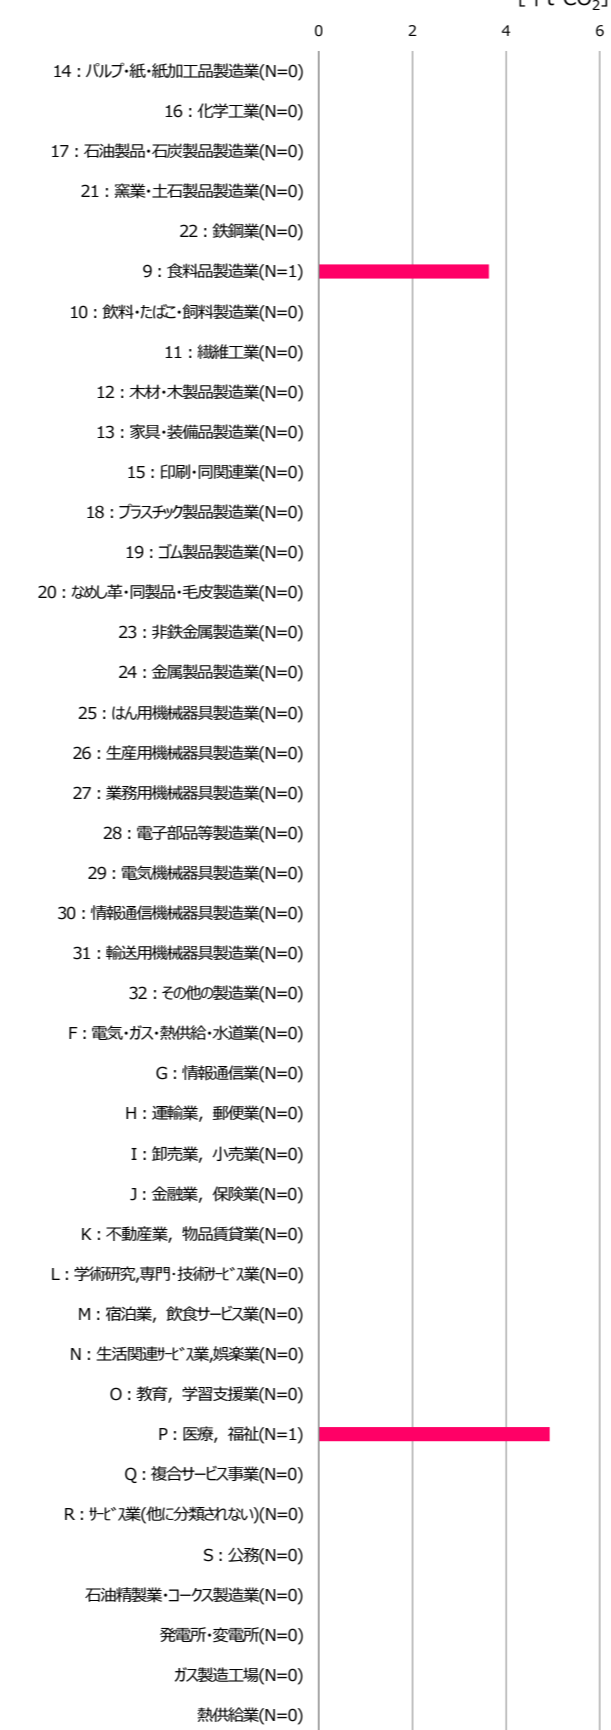 CO2]
0 2 4 6
14：パルプ・紙・紙加工品製造業(N=0)
16：化学工業(N=0)
17：石油製品・石炭製品製造業(N=0)
21：窯業・土石製品製造業(N=0)
22：鉄鋼業(N=0)
9：食料品製造業(N=1)
10：飲料・たばこ・飼料製造業(N=0)
11：繊維工業(N=0)
12：木材・木製品製造業(N=0)
13：家具・装備品製造業(N=0)
15：印刷・同関連業(N=0)
18：プラスチック製品製造業(N=0)
19：ゴム製品製造業(N=0)
20：なめし革・同製品・毛皮製造業(N=0)
23：非鉄金属製造業(N=0)
24：金属製品製造業(N=0)
25：はん用機械器具製造業(N=0)
26：生産用機械器具製造業(N=0)
27：業務用機械器具製造業(N=0)
28：電子部品等製造業(N=0)
29：電気機械器具製造業(N=0)
30：情報通信機械器具製造業(N=0)
31：輸送用機械器具製造業(N=0)
32：その他の製造業(N=0)
F：電気・ガス・熱供給・水道業(N=0)
G：情報通信業(N=0)
H：運輸業，郵便業(N=0)
I：卸売業，小売業(N=0)
J：金融業，保険業(N=0)
K：不動産業，物品賃貸業(N=0)
L：学術研究,専門・技術ｻｰﾋﾞｽ業(N=0)
M：宿泊業，飲食サービス業(N=0)
N：生活関連ｻｰﾋﾞｽ業,娯楽業(N=0)
O：教育，学習支援業(N=0)
P：医療，福祉(N=1)
Q：複合サービス事業(N=0)
R：ｻｰﾋﾞｽ業(他に分類されない)(N=0)
S：公務(N=0)
石油精製業・コークス製造業(N=0)
発電所・変電所(N=0)
ガス製造工場(N=0)
熱供給業(N=0)